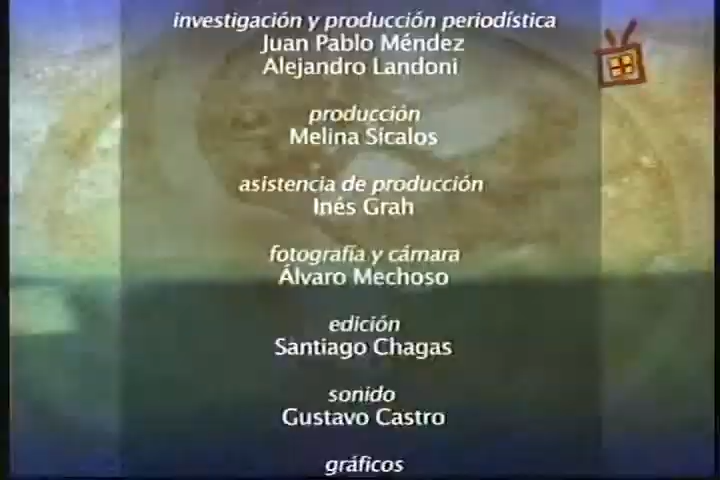 investigación y producción periodística
Juan Pablo Méndez
Alejandro Landoni
producción
Melina Sícalos
asistencia de producción
Inés Grah
fotografía y cámara
Álvaro Mechoso
edición
Santiago Chagas
sonido
Gustavo Castro
gráficos